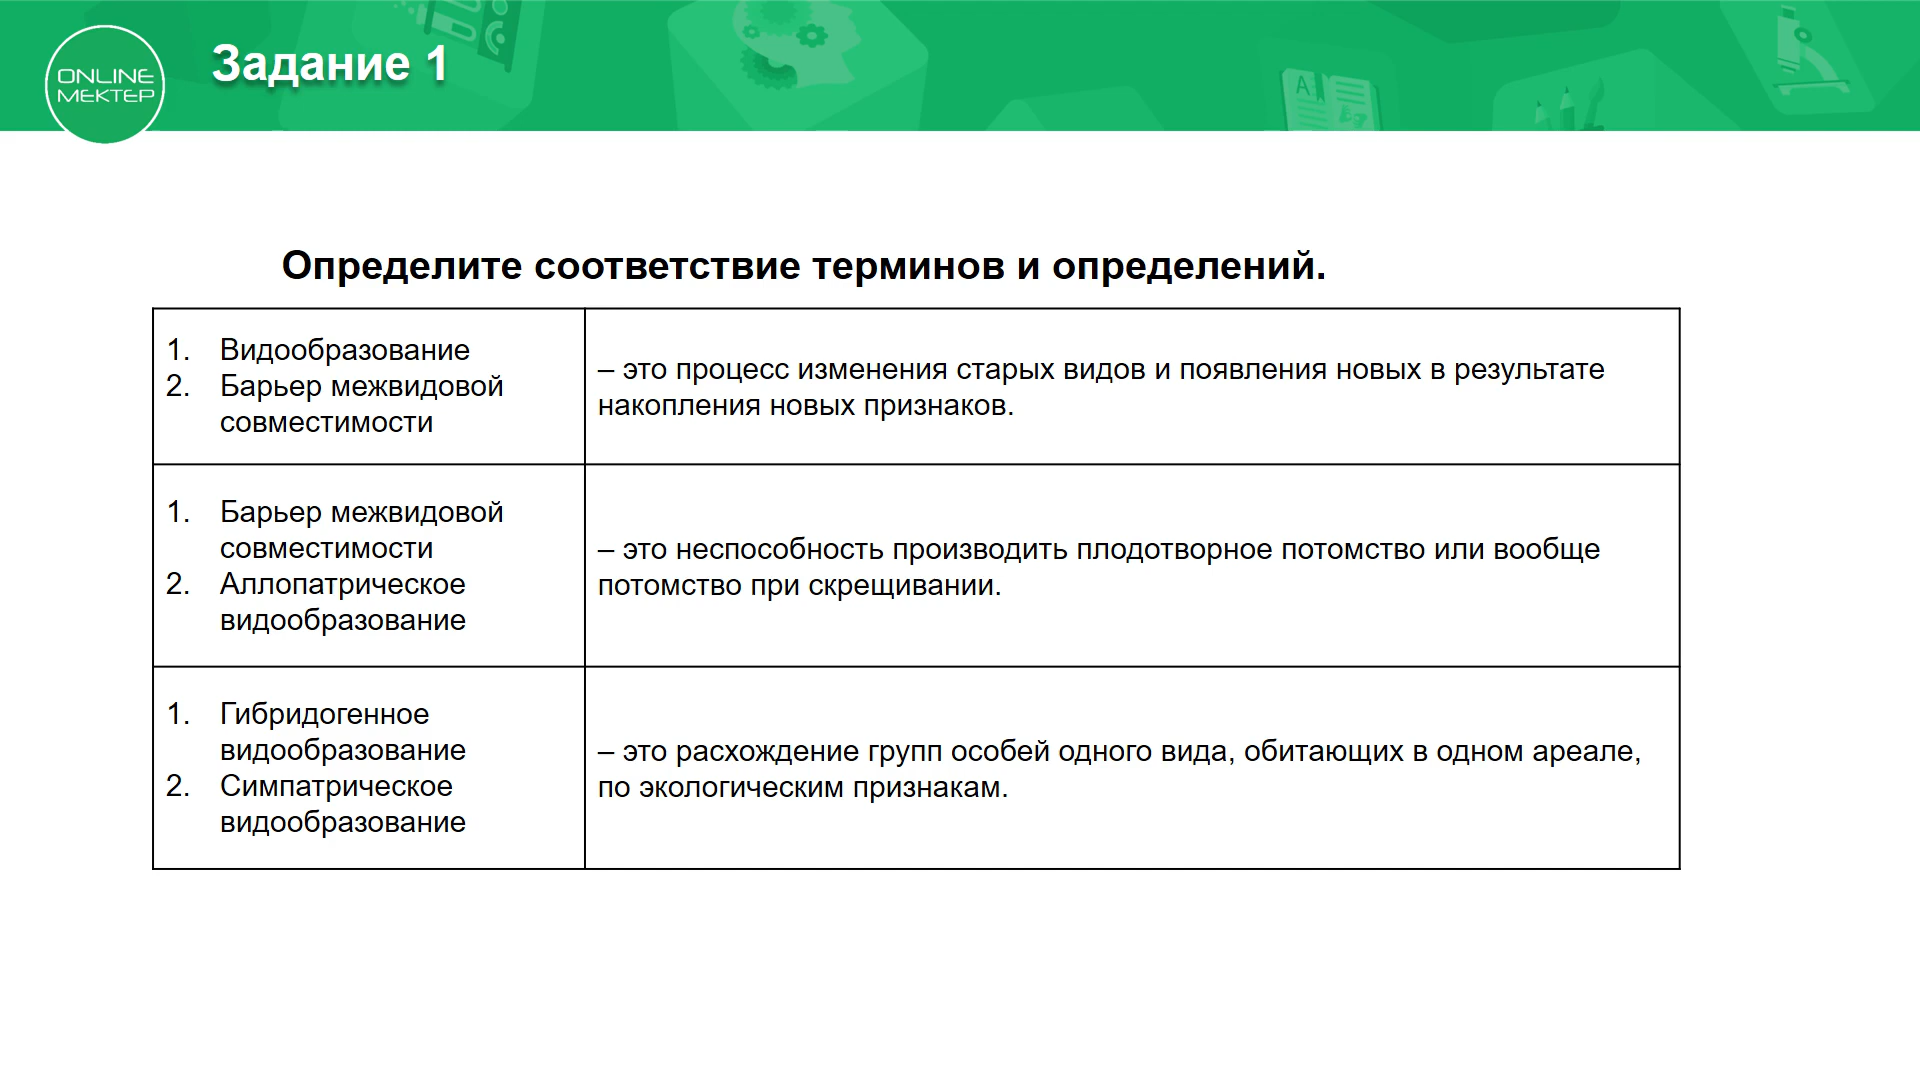 ONLINE
MEKTEP
Задание 1
Определите соответствие терминов и определений.
1. Видообразование
2. Барьер межвидовой
совместимости
– это процесс изменения старых видов и появления новых в результате
накопления новых признаков.
1. Барьер межвидовой
совместимости
2. Аллопатрическое
видообразование
– это неспособность производить плодотворное потомство или вообще
потомство при скрещивании.
1. Гибридогенное
видообразование
2. Симпатрическое
видообразование
– это расхождение групп особей одного вида, обитающих в одном ареале,
по экологическим признакам.